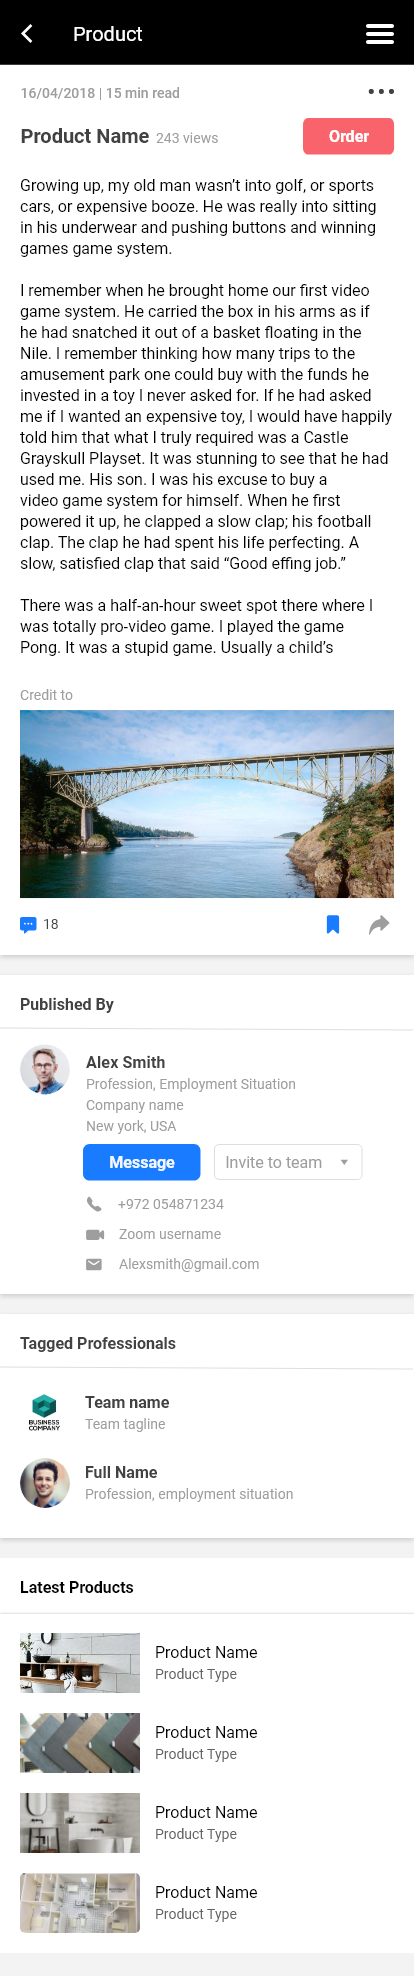 Product
16/04/2018 | 15 min read
Product Name 243 views
Order
Growing up, my old man wasn’t into golf, or sports
cars, or expensive booze. He was really into sitting
in his underwear and pushing buttons and winning
games game system.
I remember when he brought home our first video
game system. He carried the box in his arms as if
he had snatched it out of a basket floating in the
Nile. I remember thinking how many trips to the
amusement park one could buy with the funds he
invested in a toy I never asked for. If he had asked
me if I wanted an expensive toy, I would have happily
told him that what I truly required was a Castle
Grayskull Playset. It was stunning to see that he had
used me. His son. I was his excuse to buy a
video game system for himself. When he first
powered it up, he clapped a slow clap; his football
clap. The clap he had spent his life perfecting. A
slow, satisfied clap that said “Good effing job.”
There was a half-an-hour sweet spot there where I
was totally pro-video game. I played the game
Pong. It was a stupid game. Usually a child’s
Credit to
18
Published By
Alex Smith
Profession, Employment Situation
Company name
New york, USA
Message
Invite to team
+972 054871234
Zoom username
Alexsmith@gmail.com
Tagged Professionals
BUSINESS
COMPANY
Team name
Team tagline
Full Name
Profession, employment situation
Latest Products
Product Name
Product Type
Product Name
Product Type
Product Name
Product Type
Product Name
Product Type